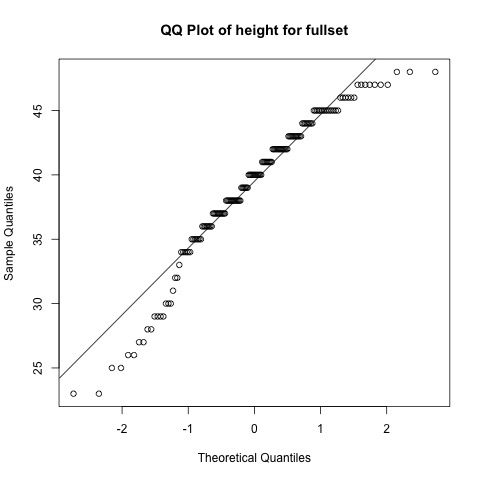 QQ Plot of height for fullset
45
40
35
30
25
Sample Quantiles
-2 -1 0 1 2
Theoretical Quantiles